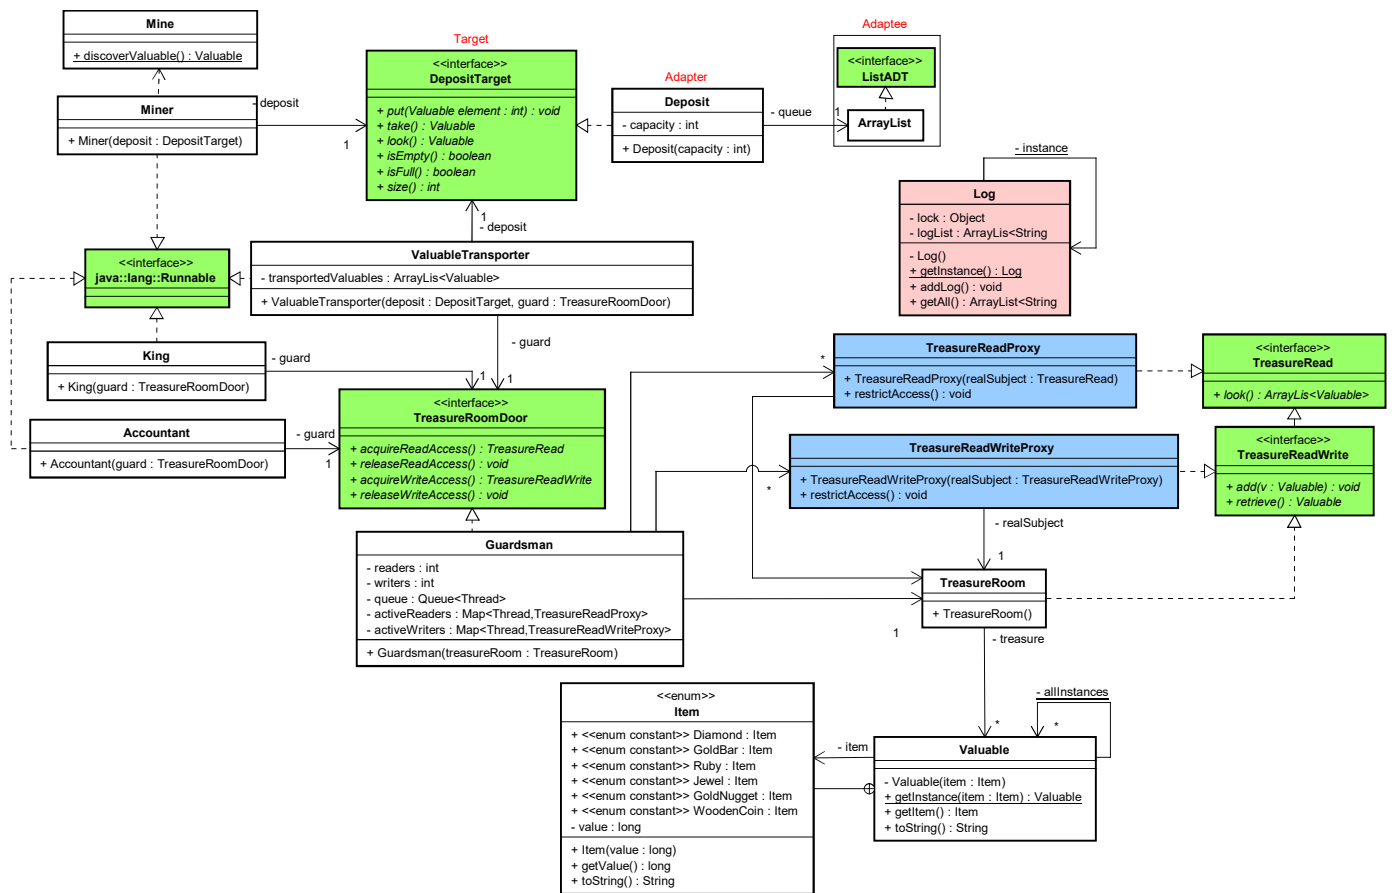 Mine
+ discoverValuable() : Valuable
Miner
+ Miner(deposit : DepositTarget)
- deposit
1
Target
<<interface>>
DepositTarget
+ put(Valuable element : int) : void
+ take() : Valuable
+ look() : Valuable
+ isEmpty() : boolean
+ isFull() : boolean
+ size() : int
Adapter
Deposit
- capacity : int
+ Deposit(capacity : int)
- queue
1
Adaptee
<<interface>>
ListADT
ArrayList
- instance
Log
- lock : Object
- logList : ArrayLis<String
- Log()
+ getInstance() : Log
+ addLog() : void
+ getAll() : ArrayList<String
1
- deposit
ValuableTransporter
- transportedValuables : ArrayLis<Valuable>
+ ValuableTransporter(deposit : DepositTarget, guard : TreasureRoomDoor)
<<interface>>
java::lang::Runnable
King
+ King(guard : TreasureRoomDoor)
- guard
1
- guard
1
Accountant
+ Accountant(guard : TreasureRoomDoor)
- guard
1
<<interface>>
TreasureRoomDoor
+ acquireReadAccess() : TreasureRead
+ releaseReadAccess() : void
+ acquireWriteAccess() : TreasureReadWrite
+ releaseWriteAccess() : void
*
TreasureReadProxy
+ TreasureReadProxy(realSubject : TreasureRead)
+ restrictAccess() : void
<<interface>>
TreasureRead
+ look() : ArrayLis<Valuable>
*
TreasureReadWriteProxy
+ TreasureReadWriteProxy(realSubject : TreasureReadWriteProxy)
+ restrictAccess() : void
<<interface>>
TreasureReadWrite
+ add(v : Valuable) : void
+ retrieve() : Valuable
- realSubject
1
Guardsman
- readers : int
- writers : int
- queue : Queue<Thread>
- activeReaders : Map<Thread,TreasureReadProxy>
- activeWriters : Map<Thread,TreasureReadWriteProxy>
+ Guardsman(treasureRoom : TreasureRoom)
1
TreasureRoom
+ TreasureRoom()
- treasure
*
- allInstances
*
<<enum>>
Item
+ <<enum constant>> Diamond : Item
+ <<enum constant>> GoldBar : Item
+ <<enum constant>> Ruby : Item
+ <<enum constant>> Jewel : Item
+ <<enum constant>> GoldNugget : Item
+ <<enum constant>> WoodenCoin : Item
- value : long
+ Item(value : long)
+ getValue() : long
+ toString() : String
- item
Valuable
- Valuable(item : Item)
+ getInstance(item : Item) : Valuable
+ getItem() : Item
+ toString() : String